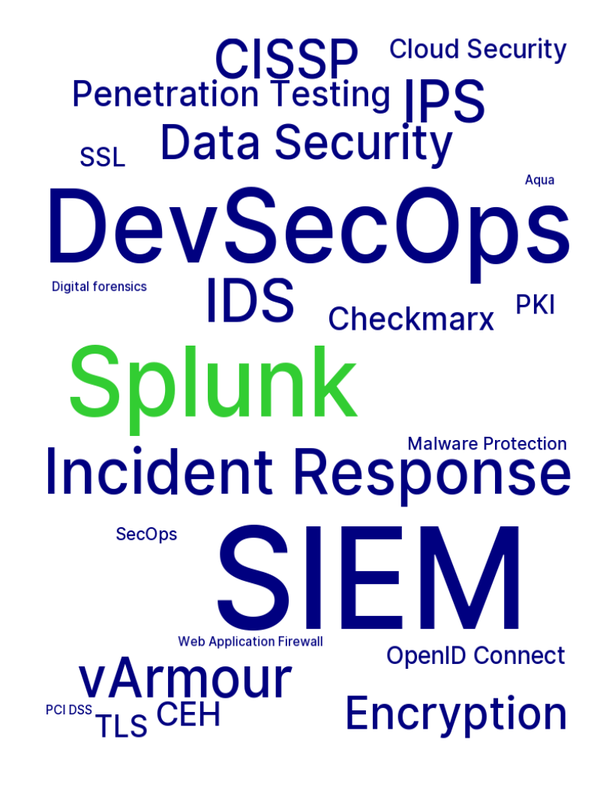 CISSP
Cloud Security
Penetration Testing
IPS
Data Security
SSL
Aqua
DevSecOps
Digital forensics
IDS
Checkmarx
PKI
Splunk
Malware Protection
Incident Response
SecOps
SIEM
Web Application Firewall
OpenID Connect
vArmour
PCI DSS
TLS
CEH
Encryption